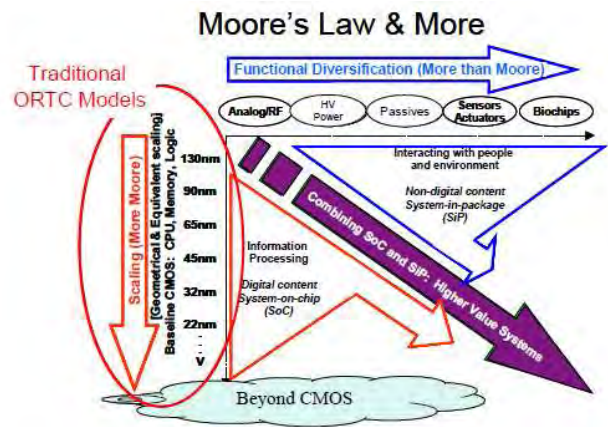 Moore's Law & More
Traditional
ORTC Models
Functional Diversification (More than Moore)
Analog/RF
HV
Power
Passives
Sensors
Actuators
Biochips
Scaling (More Moore)
[Geometrical & Equivalent scaling]
Baseline CMOS: CPU, Memory, Logic
130nm
90nm
65nm
45nm
32nm
22nm
.
.
V
Interacting with people
and environment
Non-digital content
System-in-package
(SiP)
Combining SoC and SiP: Higher Value Systems
Information
Processing
Digital content
System-on-chip
(SoC)
Beyond CMOS